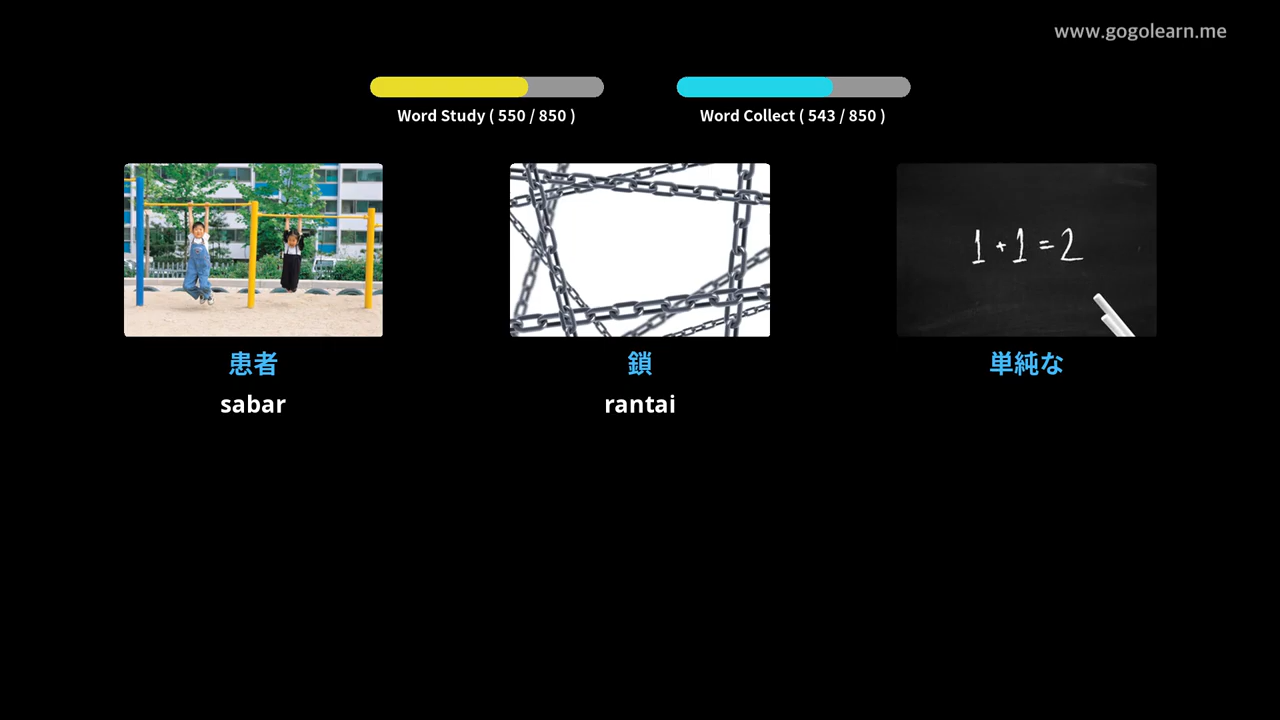 www.gogolearn.me
Word Study ( 550 / 850 )
Word Collect ( 543 / 850 )
1 + 1 = 2
患者
鎖
単純な
sabar
rantai